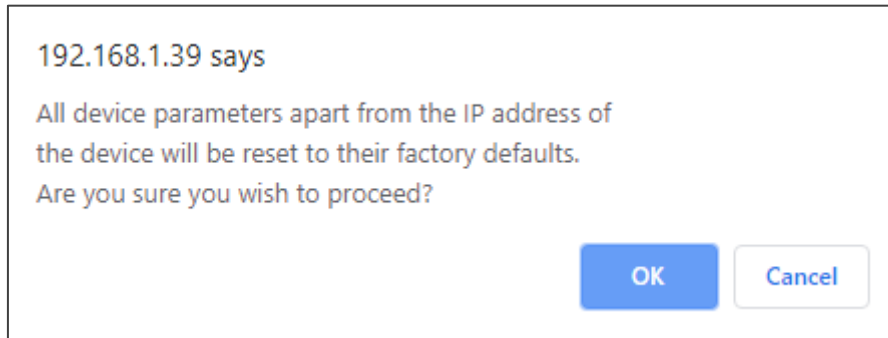 192.168.1.39 says
All device parameters apart from the IP address of
the device will be reset to their factory defaults.
Are you sure you wish to proceed?
OK
Cancel